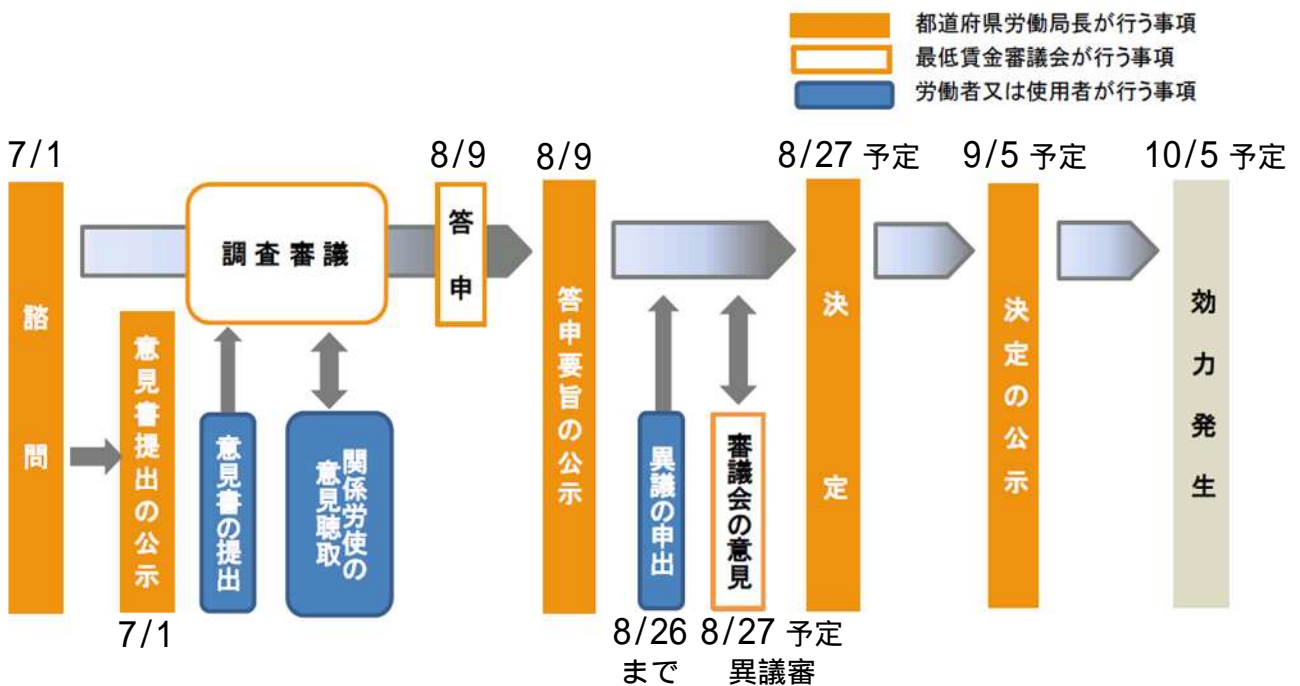 都道府県労働局長が行う事項
最低賃金審議会が行う事項
労働者又は使用者が行う事項
7/1
8/9
8/9
8/27 予定
9/5 予定
10/5 予定
諮問
意見書提出の公示
7/1
調査審議
意見書の提出
関係労使の
意見聴取
答申
答申要旨の公示
異議の申出
8/26
まで
審議会の意見
8/27 予定
異議審
決定
決定の公示
効力発生